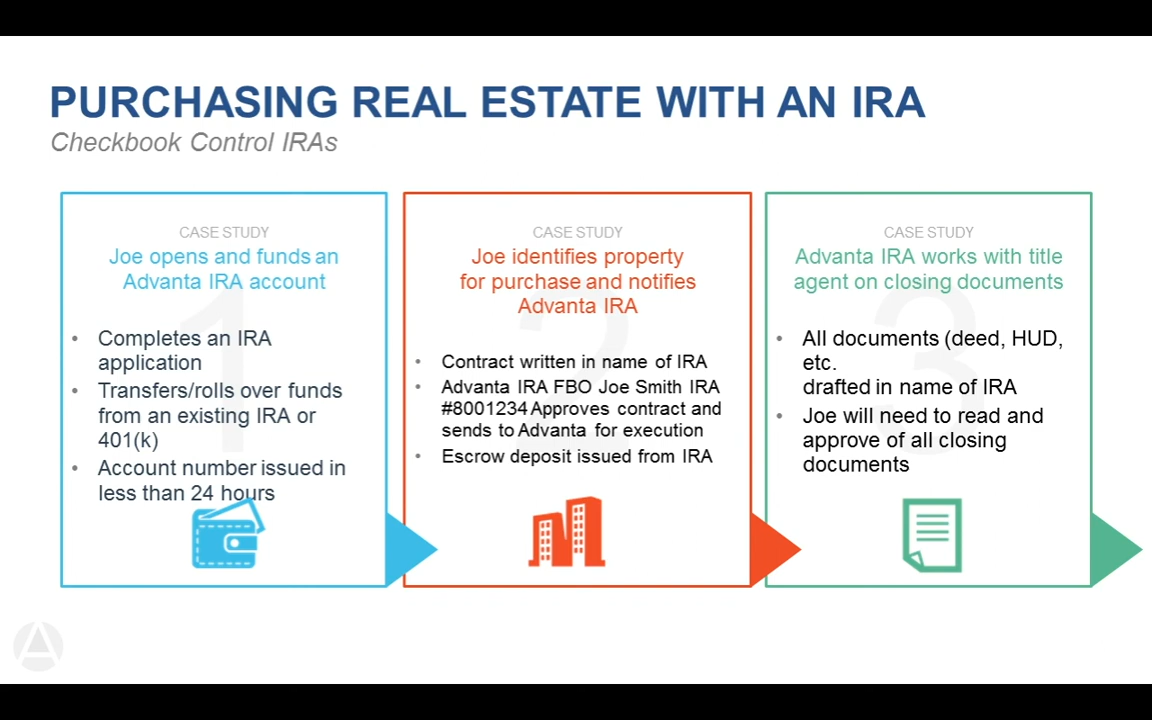 PURCHASING REAL ESTATE WITH AN IRA
Checkbook Control IRAs
CASE STUDY
Joe opens and funds an
Advanta IRA account
1
• Completes an IRA
application
• Transfers/rolls over funds
from an existing IRA or
401(k)
• Account number issued in
less than 24 hours
CASE STUDY
Joe identifies property
for purchase and notifies
Advanta IRA
2
• Contract written in name of IRA
• Advanta IRA FBO Joe Smith IRA
#8001234 Approves contract and
sends to Advanta for execution
• Escrow deposit issued from IRA
CASE STUDY
Advanta IRA works with title
agent on closing documents
3
• All documents (deed, HUD,
etc.
drafted in name of IRA
• Joe will need to read and
approve of all closing
documents